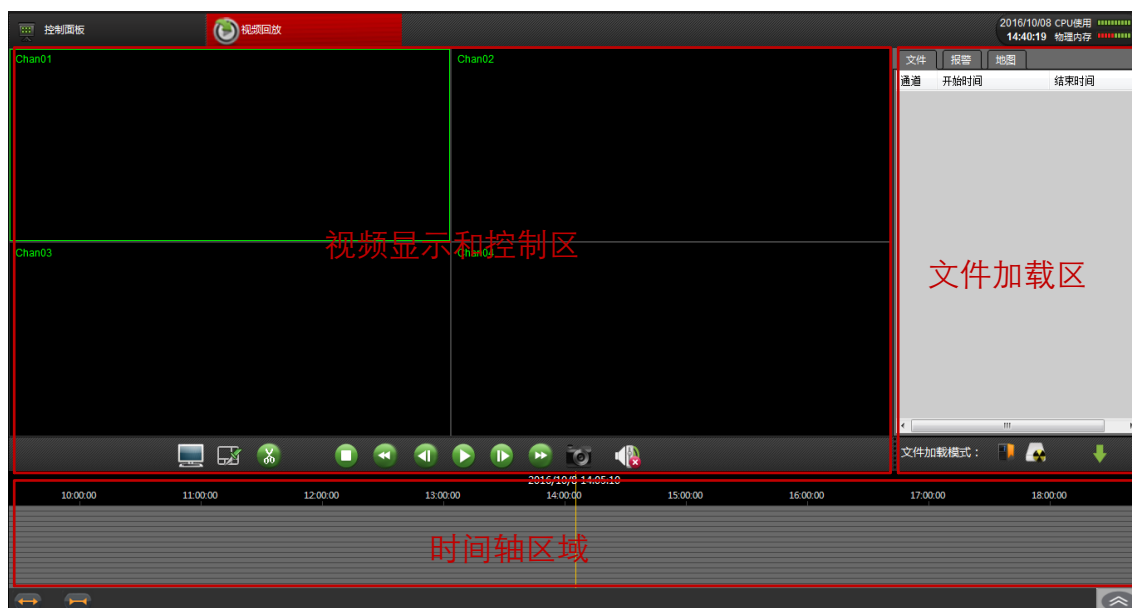 控制面板
视频回放
2016/10/08 CPU使用
14:40:19 物理内存
Chan01
Chan02
文件 报警 地图
通道 开始时间 结束时间
视频显示和控制区
Chan03
Chan04
文件加载区
文件加载模式：
2016/10/8 14:05:10
10:00:00 11:00:00 12:00:00 13:00:00 14:00:00 15:00:00 16:00:00 17:00:00 18:00:00
时间轴区域